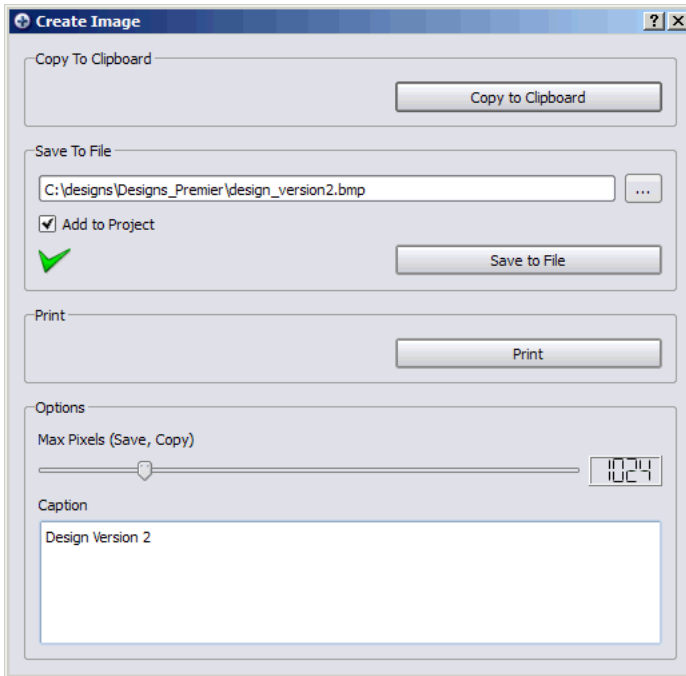 Create Image
Copy To Clipboard
Copy to Clipboard
Save To File
C:\designs\Designs_Premier\design_version2.bmp
...
Add to Project
Save to File
Print
Print
Options
Max Pixels (Save, Copy)
1024
Caption
Design Version 2